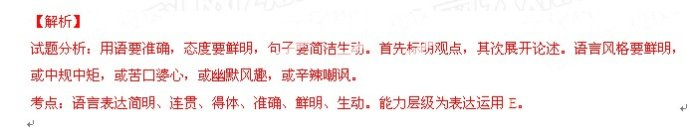 【解析】
试题分析：用语要准确，态度要鲜明，句子要简洁生动。首先标明观点，其次展开论述。语言风格要鲜明，
或中规中矩，或苦口婆心，或幽默风趣，或辛辣嘲讽。
考点：语言表达简明、连贯、得体、准确、鲜明、生动。能力层级为表达运用 E。